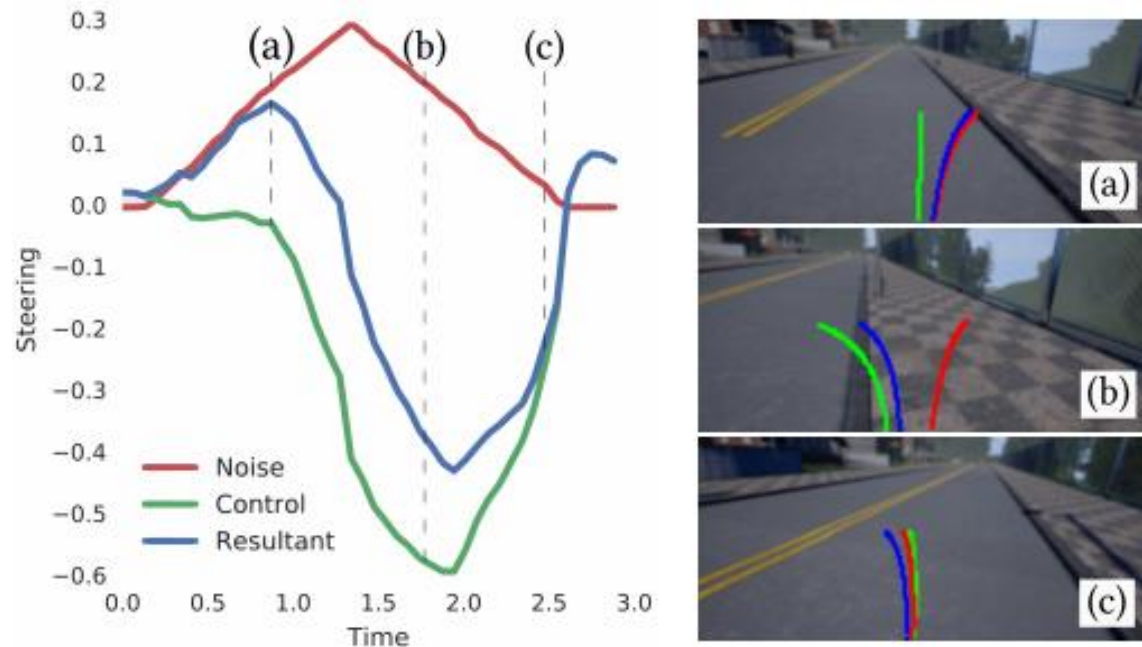 0.3
0.2
0.1
0.0
−0.1
−0.2
−0.3
−0.4
−0.5
−0.6
Steering
(a)
(b)
(c)
Noise
Control
Resultant
0.0 0.5 1.0 1.5 2.0 2.5 3.0
Time
(a)
(b)
(c)